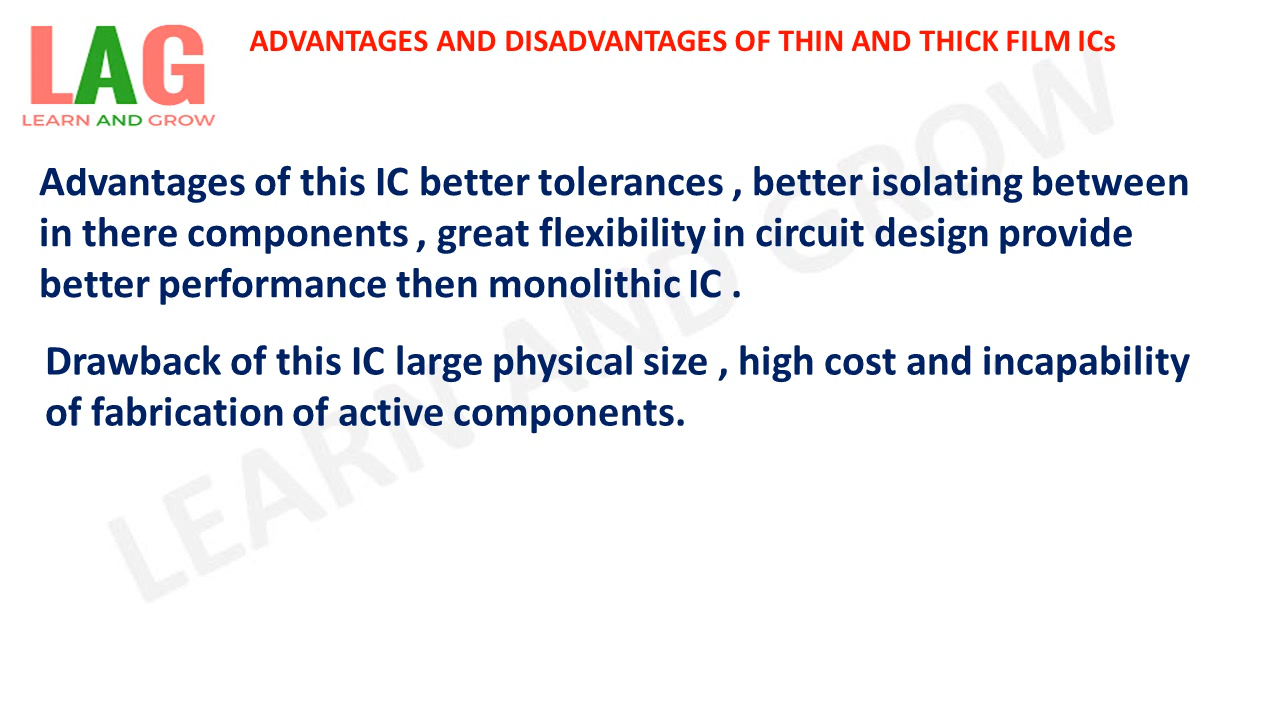 LAG
LEARN AND GROW
ADVANTAGES AND DISADVANTAGES OF THIN AND THICK FILM ICs
Advantages of this IC better tolerances , better isolating between
in there components , great flexibility in circuit design provide
better performance then monolithic IC .
Drawback of this IC large physical size , high cost and incapability
of fabrication of active components.
LEARN AND GROW